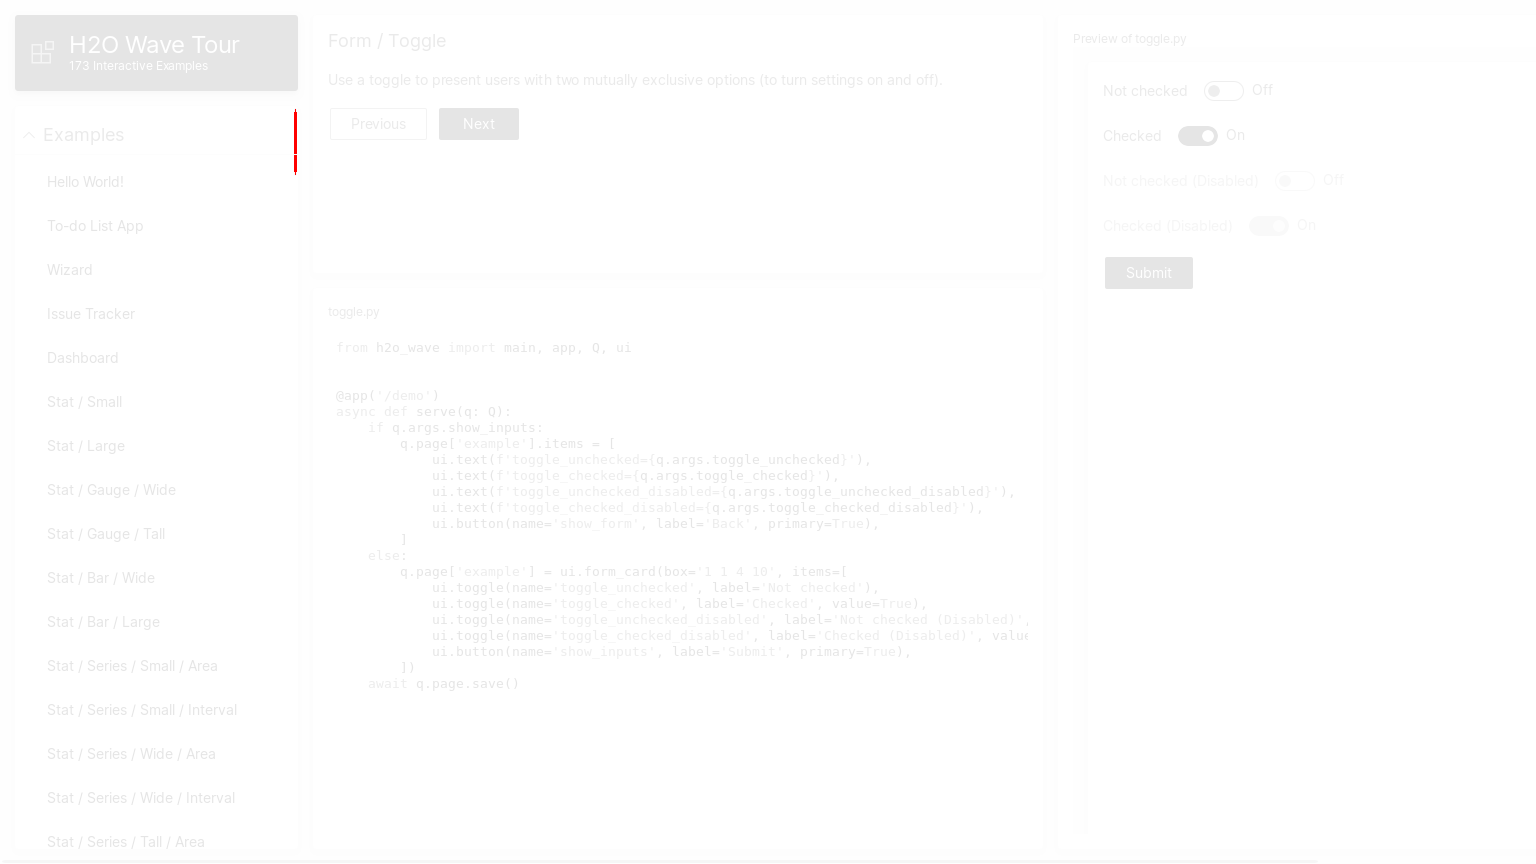 H2O Wave Tour
173 Interactive Examples
Examples
Hello World!
To-do List App
Wizard
Issue Tracker
Dashboard
Stat / Small
Stat / Large
Stat / Gauge / Wide
Stat / Gauge / Tall
Stat / Bar / Wide
Stat / Bar / Large
Stat / Series / Small / Area
Stat / Series / Small / Interval
Stat / Series / Wide / Area
Stat / Series / Wide / Interval
Stat / Series / Tall / Area
Form / Toggle
Use a toggle to present users with two mutually exclusive options (to turn settings on and off).
Previous
Next
toggle.py
from h2o_wave import main, app, Q, ui
@app('/demo')
async def serve(q: Q):
    if q.args.show_inputs:
        q.page['example'].items = [
            ui.text(f'toggle_unchecked={q.args.toggle_unchecked}'),
            ui.text(f'toggle_checked={q.args.toggle_checked}'),
            ui.text(f'toggle_unchecked_disabled={q.args.toggle_unchecked_disabled}'),
            ui.text(f'toggle_checked_disabled={q.args.toggle_checked_disabled}'),
            ui.button(name='show_form', label='Back', primary=True),
        ]
    else:
        q.page['example'] = ui.form_card(box='1 1 4 10', items=[
            ui.toggle(name='toggle_unchecked', label='Not checked'),
            ui.toggle(name='toggle_checked', label='Checked', value=True),
            ui.toggle(name='toggle_unchecked_disabled', label='Not checked (Disabled)',
            ui.toggle(name='toggle_checked_disabled', label='Checked (Disabled)', value
            ui.button(name='show_inputs', label='Submit', primary=True),
        ])
    await q.page.save()
Preview of toggle.py
Not checked Off
Checked On
Not checked (Disabled) Off
Checked (Disabled) On
Submit